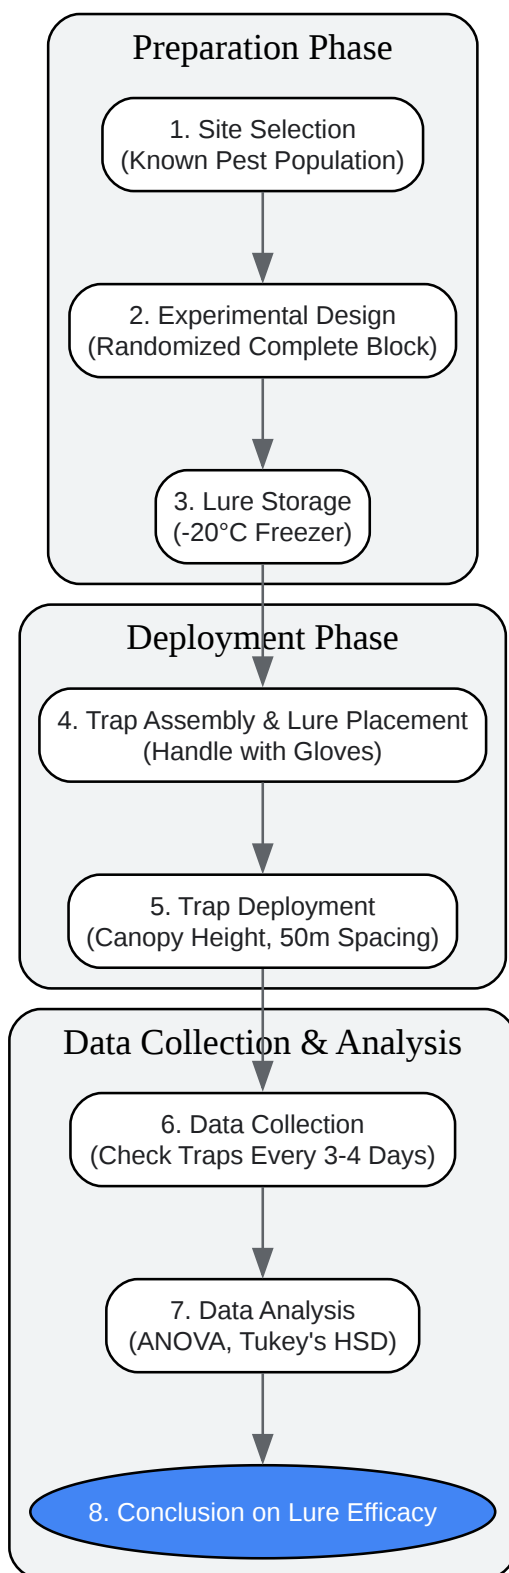 Preparation Phase
1. Site Selection
(Known Pest Population)
2. Experimental Design
(Randomized Complete Block)
3. Lure Storage
(-20°C Freezer)
Deployment Phase
4. Trap Assembly & Lure Placement
(Handle with Gloves)
5. Trap Deployment
(Canopy Height, 50m Spacing)
Data Collection & Analysis
6. Data Collection
(Check Traps Every 3-4 Days)
7. Data Analysis
(ANOVA, Tukey's HSD)
8. Conclusion on Lure Efficacy